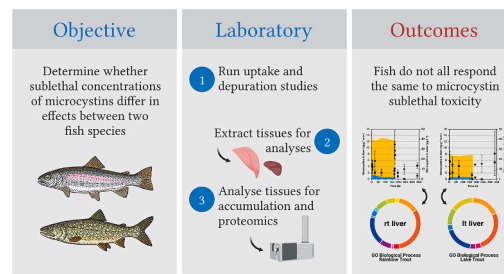 Objective
Determine whether
sublethal concentrations
of microcystins differ in
effects between two
fish species
Laboratory
1 Run uptake and
depuration studies
Extract tissues for
analyses 2
3 Analyse tissues for
accumulation and
proteomics
Outcomes
Fish do not all respond
the same to microcystin
sublethal toxicity
rt liver
lt liver
GO Biological Process
Rainbow Trout
GO Biological Process
Lake Trout